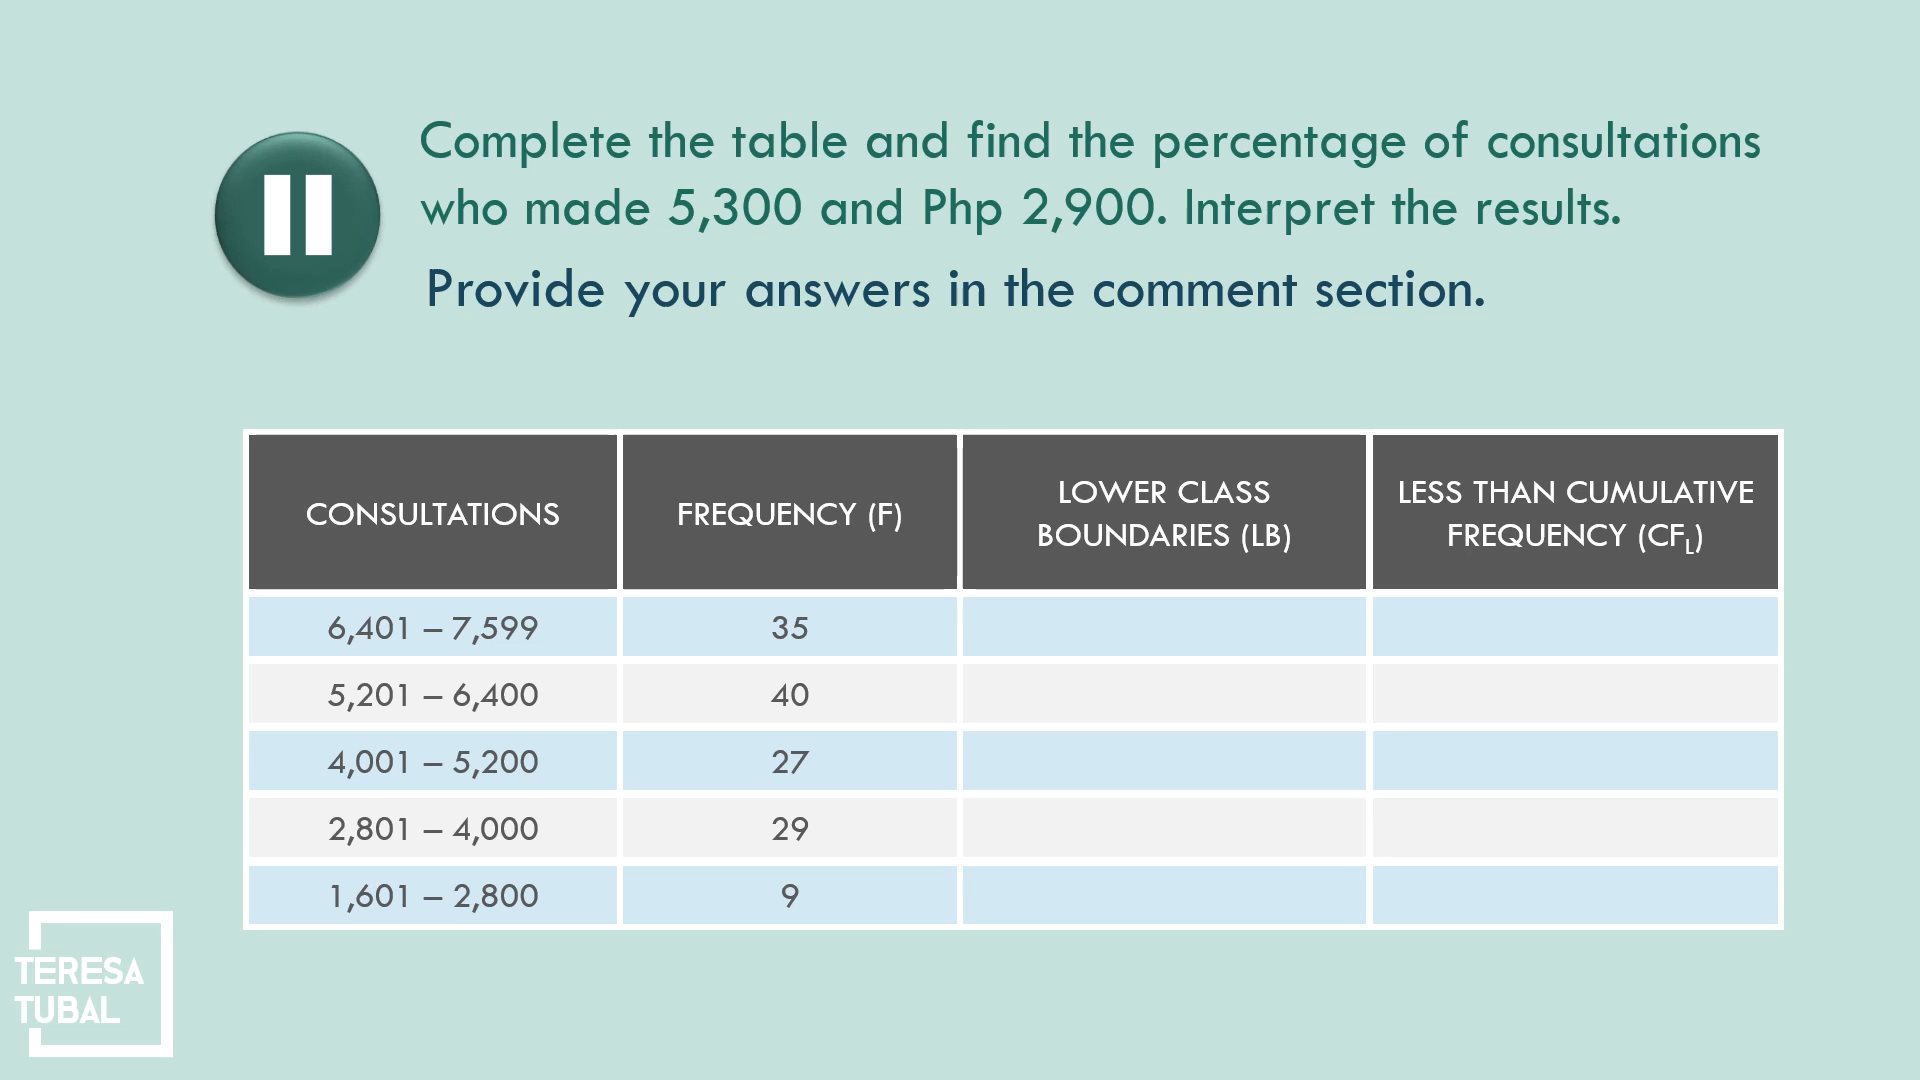 Complete the table and find the percentage of consultations
who made 5,300 and Php 2,900. Interpret the results.
Provide your answers in the comment section.
CONSULTATIONS
FREQUENCY (F)
LOWER CLASS
BOUNDARIES (LB)
LESS THAN CUMULATIVE
FREQUENCY (CFL)
6,401 – 7,599 35
5,201 – 6,400 40
4,001 – 5,200 27
2,801 – 4,000 29
1,601 – 2,800 9
TERESA
TUBAL